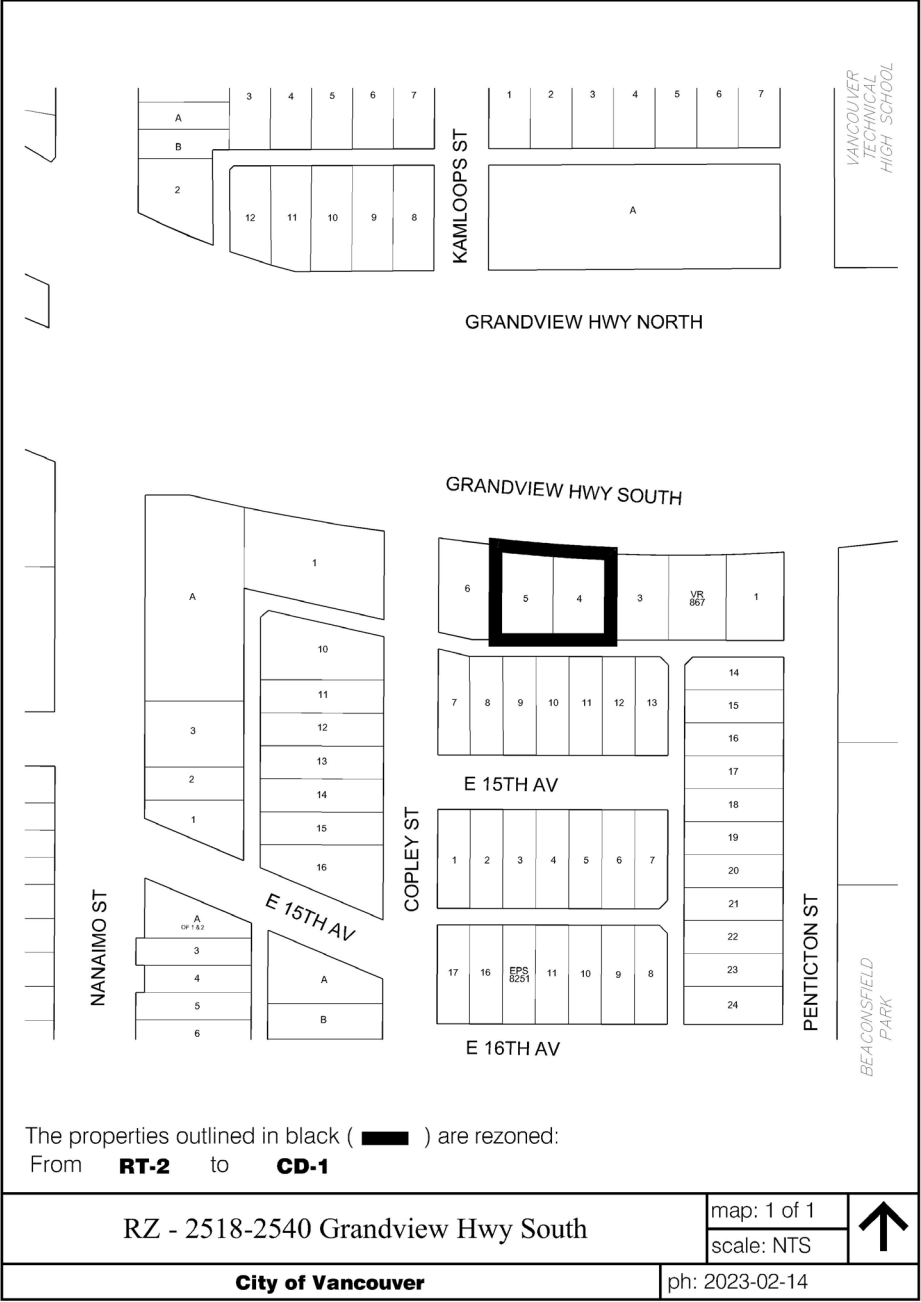 VANCOUVER
TECHNICAL
HIGH SCHOOL
3 4 5 6 7
1 2 3 4 5 6 7
A
B
2
KAMLOOPS ST
12 11 10 9 8
A
GRANDVIEW HWY NORTH
GRANDVIEW HWY SOUTH
1
A
6 5 4 3 VR 1
867
10
11
12
13
14
15
16
3
2
1
7 8 9 10 11 12 13
E 15TH AV
COPLEY ST
1 2 3 4 5 6 7
14
15
16
17
18
19
20
21
22
23
24
NANAIMO ST
E 15TH AV
A
OF 1 & 2
3
4
5
6
A
B
17 16 EPS 11 10 9 8
8251
E 16TH AV
PENTICTON ST
BEACONSFIELD
PARK
The properties outlined in black ( ) are rezoned:
From RT-2 to CD-1
RZ - 2518-2540 Grandview Hwy South
map: 1 of 1
scale: NTS
City of Vancouver
ph: 2023-02-14